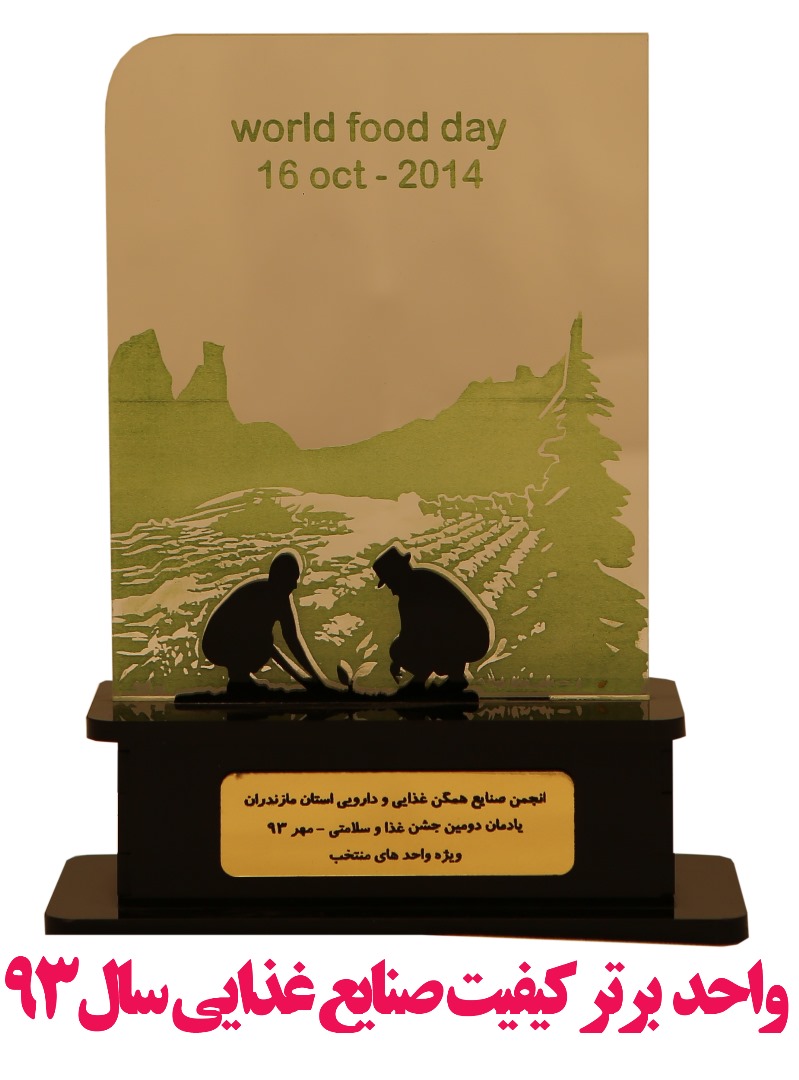 world food day
16 oct - 2014
انجمن صنایع همگن غذایی و دارویی استان مازندران
یادمان دومین جشن غذا و سلامتی - مهر ۹۳
ویژه واحد های منتخب
واحد برتر کیفیت صنایع غذایی سال ۹۳